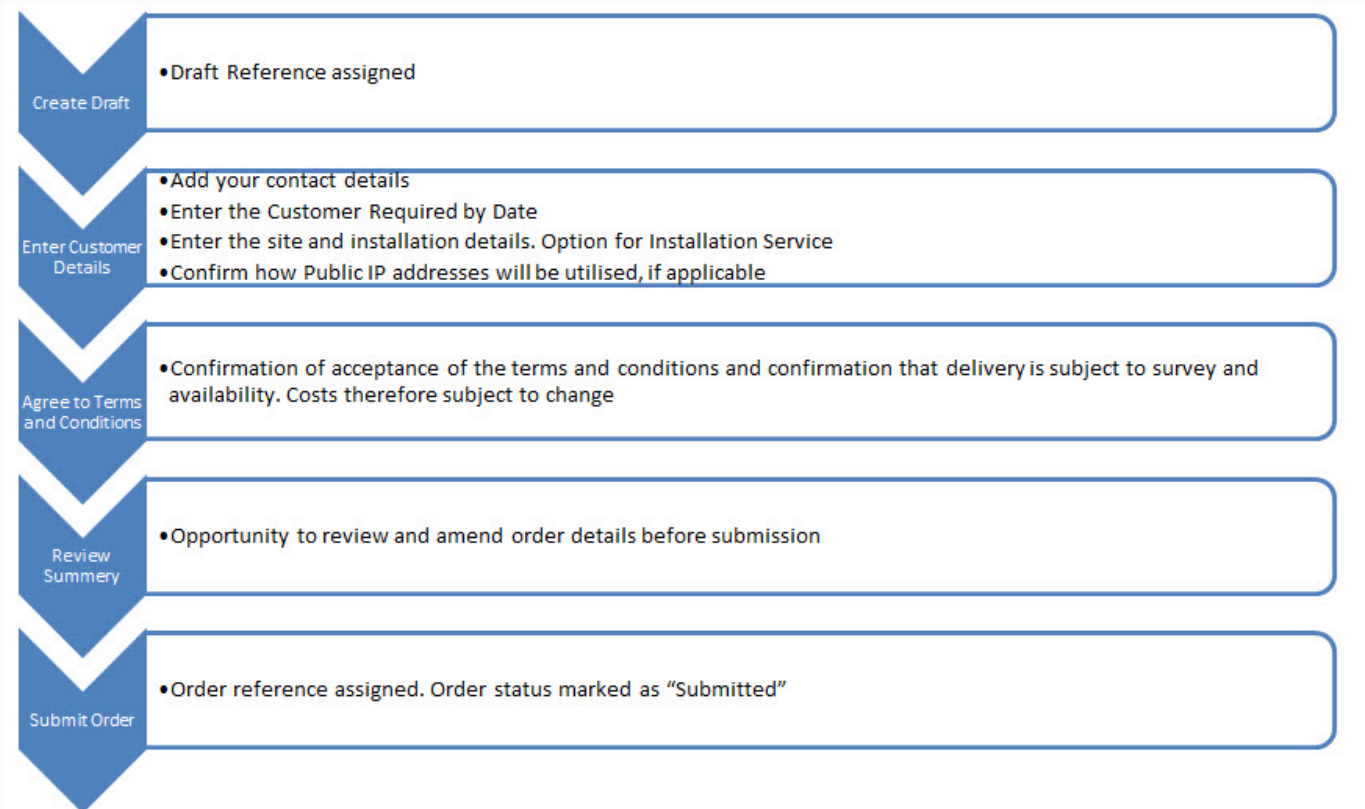 Create Draft
•Draft Reference assigned
Enter Customer
Details
•Add your contact details
•Enter the Customer Required by Date
•Enter the site and installation details. Option for Installation Service
•Confirm how Public IP addresses will be utilised, if applicable
Agree to Terms
and Conditions
•Confirmation of acceptance of the terms and conditions and confirmation that delivery is subject to survey and
availability. Costs therefore subject to change
Review
Summery
•Opportunity to review and amend order details before submission
Submit Order
•Order reference assigned. Order status marked as “Submitted”